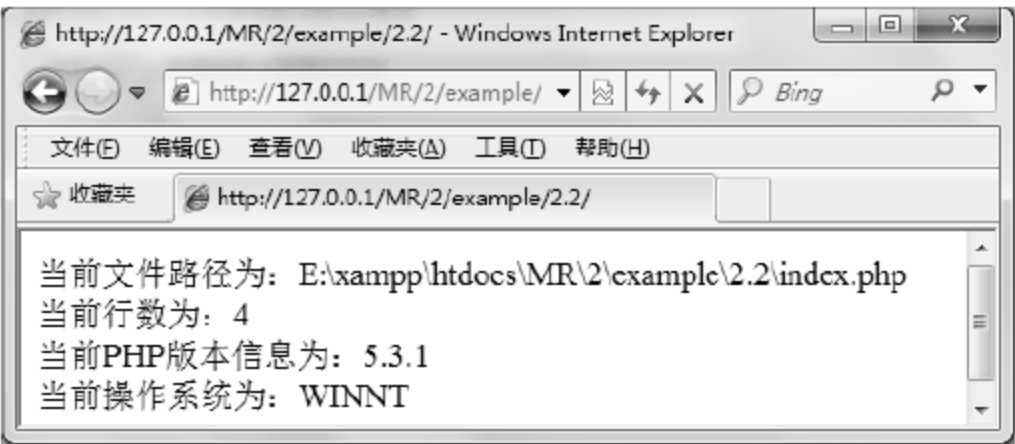 http://127.0.0.1/MR/2/example/2.2/ - Windows Internet Explorer
http://127.0.0.1/MR/2/example/ Bing
文件(F) 编辑(E) 查看(V) 收藏夹(A) 工具(T) 帮助(H)
收藏夹 http://127.0.0.1/MR/2/example/2.2/
当前文件路径为：E:\xampp\htdocs\MR\2\example\2.2\index.php
当前行数为：4
当前PHP版本信息为：5.3.1
当前操作系统为：WINNT